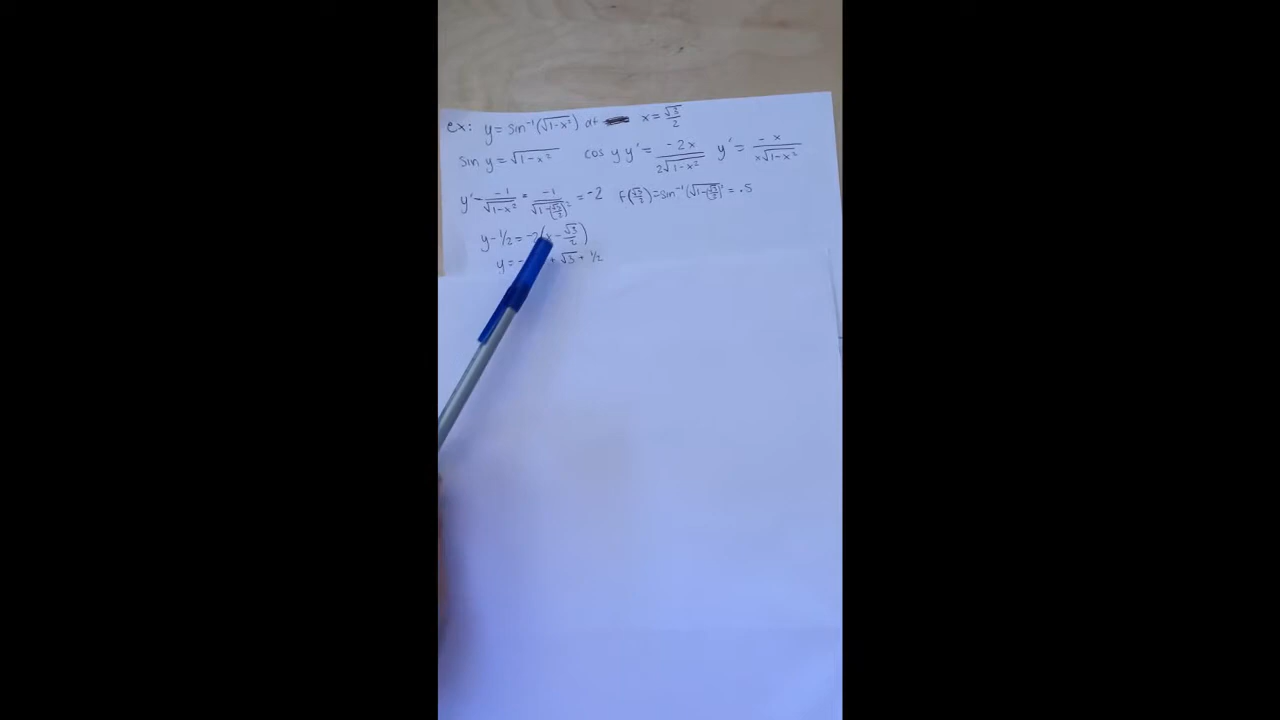 ex: y = sin⁻¹(√(1-x²)) at x = √3/2
sin y = √(1-x²) cos y y' = -2x/(2√(1-x²)) y' = -x/(x√(1-x²))
y' = -1/√(1-x²) = -1/√(1-(√3/2)²) = -2 f(√3/2) = sin⁻¹(√(1-(√3/2)²) = .5
y - 1/2 = -2(x - √3/2)
y = - + √3 + 1/2